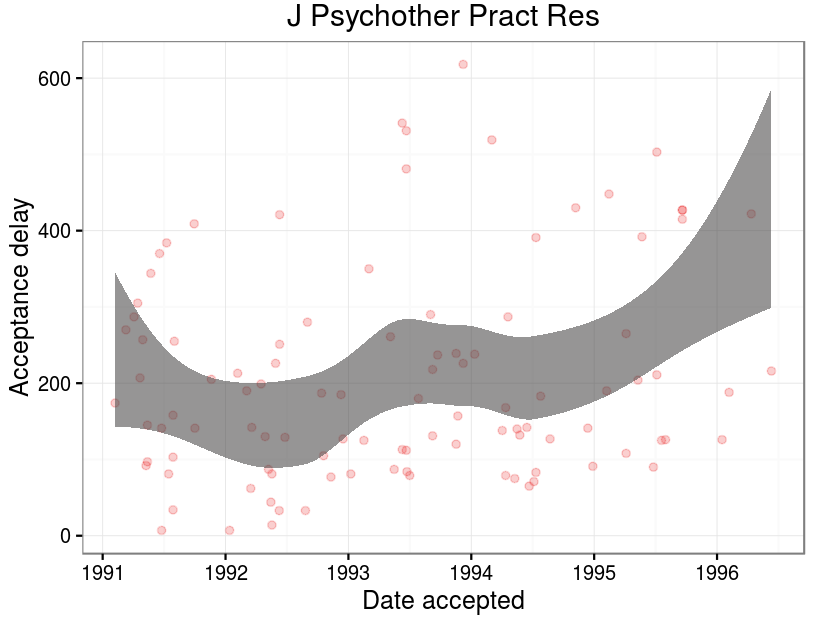 J Psychother Pract Res
Acceptance delay
600
400
200
0
1991 1992 1993 1994 1995 1996
Date accepted